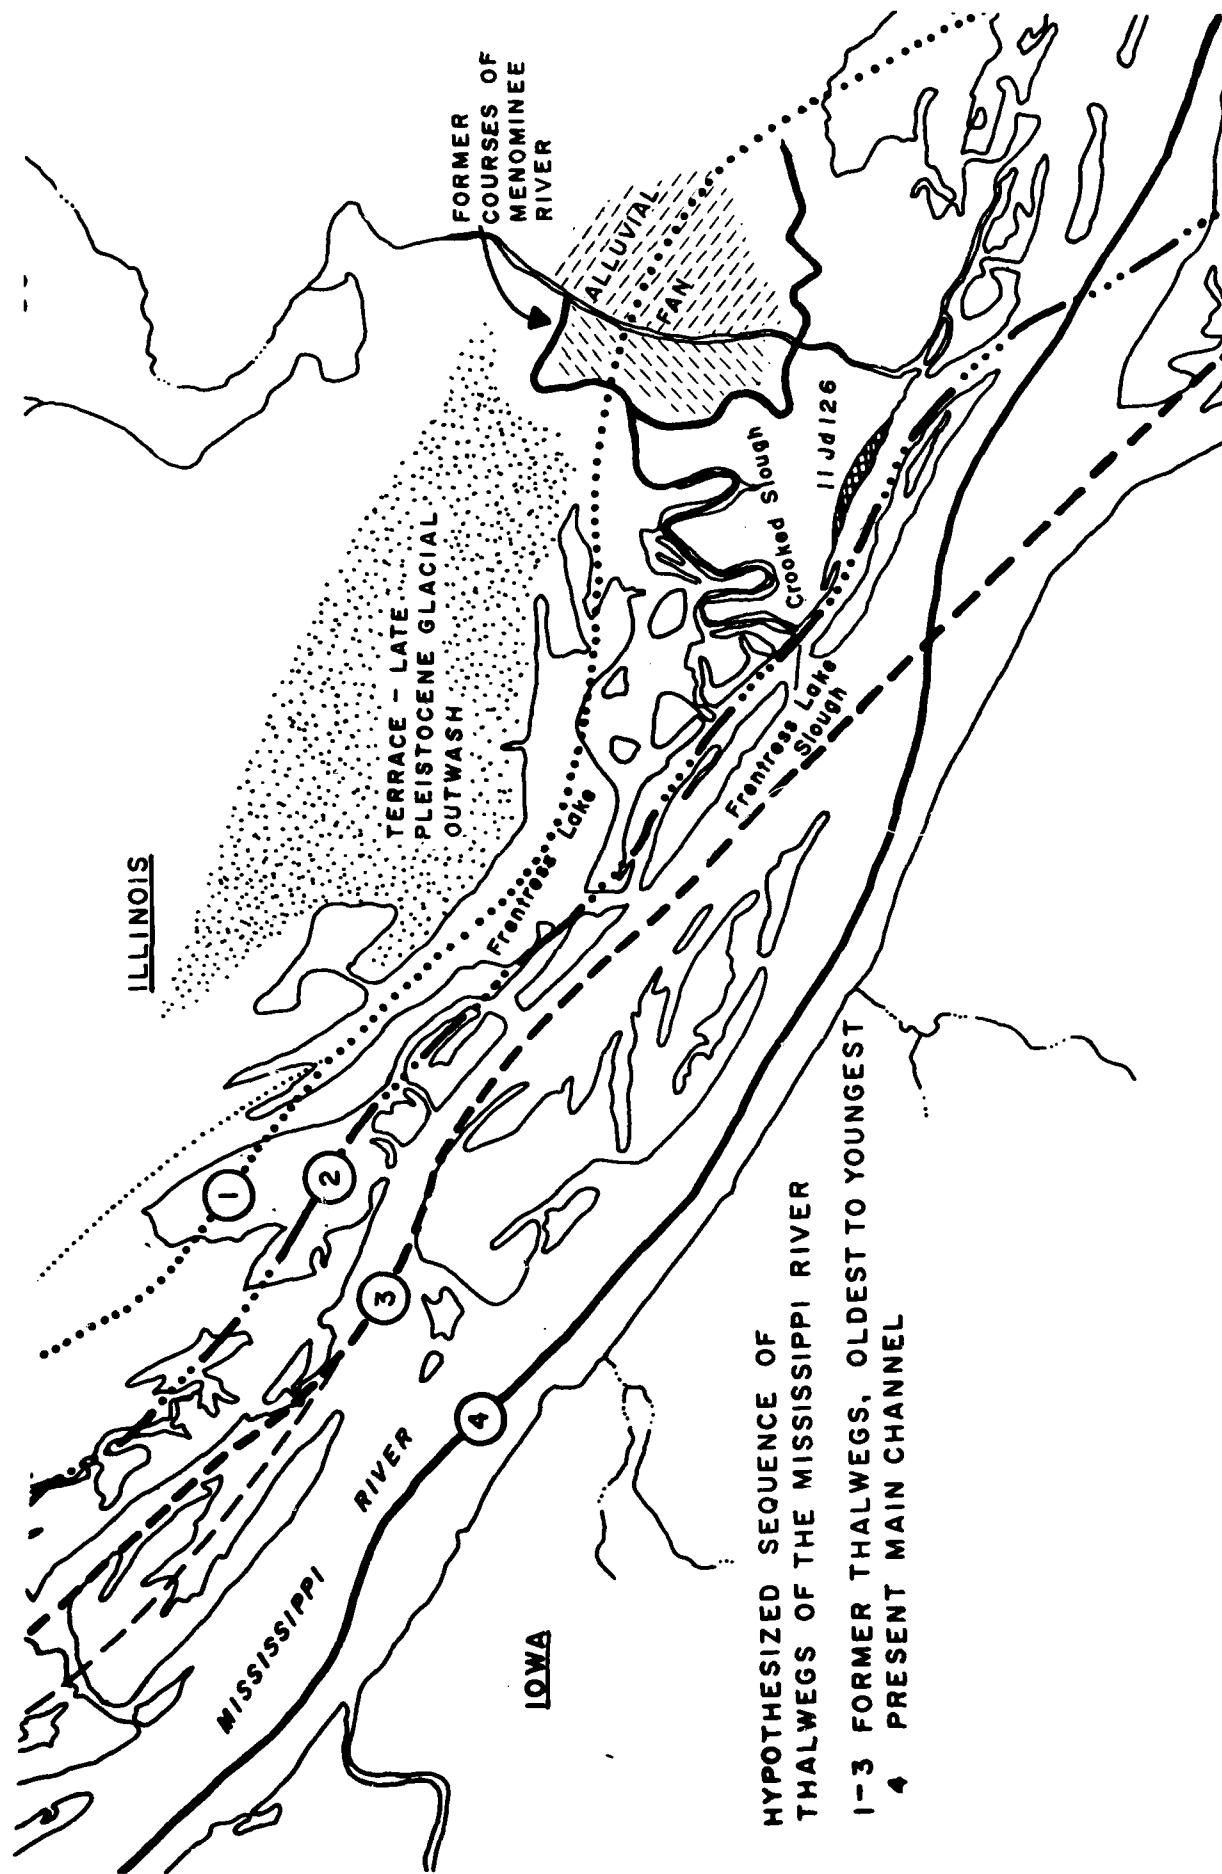 ILLINOIS
TERRACE - LATE
PLEISTOCENE GLACIAL
OUTWASH
FORMER
COURSES OF
MENOMINEE
RIVER
ALLUVIAL
FAN
Frentress Lake
Crooked Slough
11Jd126
Frentress Lake
Slough
1
2
3
4
MISSISSIPPI RIVER
IOWA
HYPOTHESIZED SEQUENCE OF
THALWEGS OF THE MISSISSIPPI RIVER
1-3 FORMER THALWEGS, OLDEST TO YOUNGEST
4 PRESENT MAIN CHANNEL